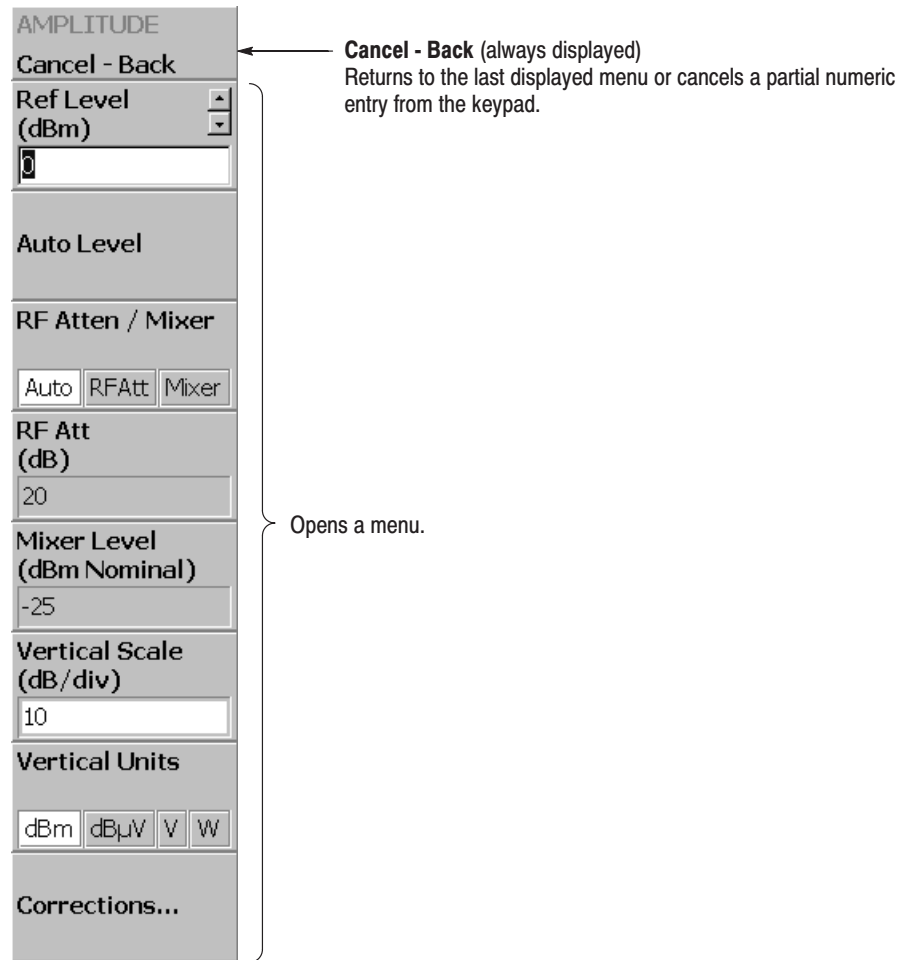 AMPLITUDE
Cancel - Back
Cancel - Back (always displayed)
Returns to the last displayed menu or cancels a partial numeric
entry from the keypad.
Ref Level
(dBm)
0
Auto Level
RF Atten / Mixer
Auto RFAtt Mixer
RF Att
(dB)
20
Mixer Level
(dBm Nominal)
-25
Opens a menu.
Vertical Scale
(dB/div)
10
Vertical Units
dBm dBµV V W
Corrections...